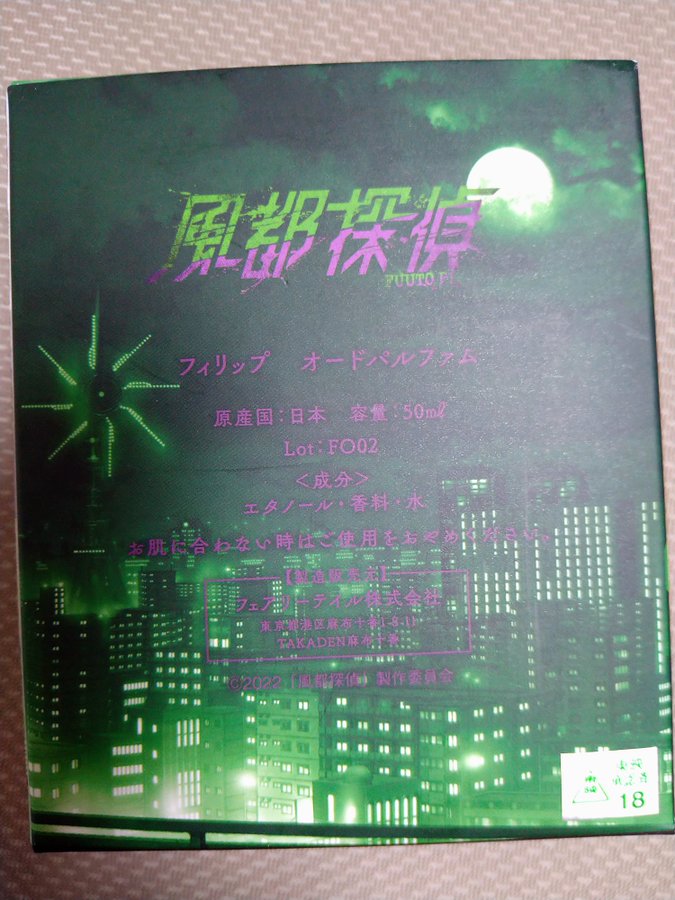 風都探偵
FUUTO PI
フィリップ オードパルファム
原産国：日本 容量：50㎖
Lot：FO02
＜成分＞
エタノール・香料・水
お肌に合わない時はご使用をおやめください。
【製造販売元】
フェアリーテイル株式会社
東京都港区麻布十番1-8-11
TAKADEN麻布十番
©2022「風都探偵」製作委員会
18